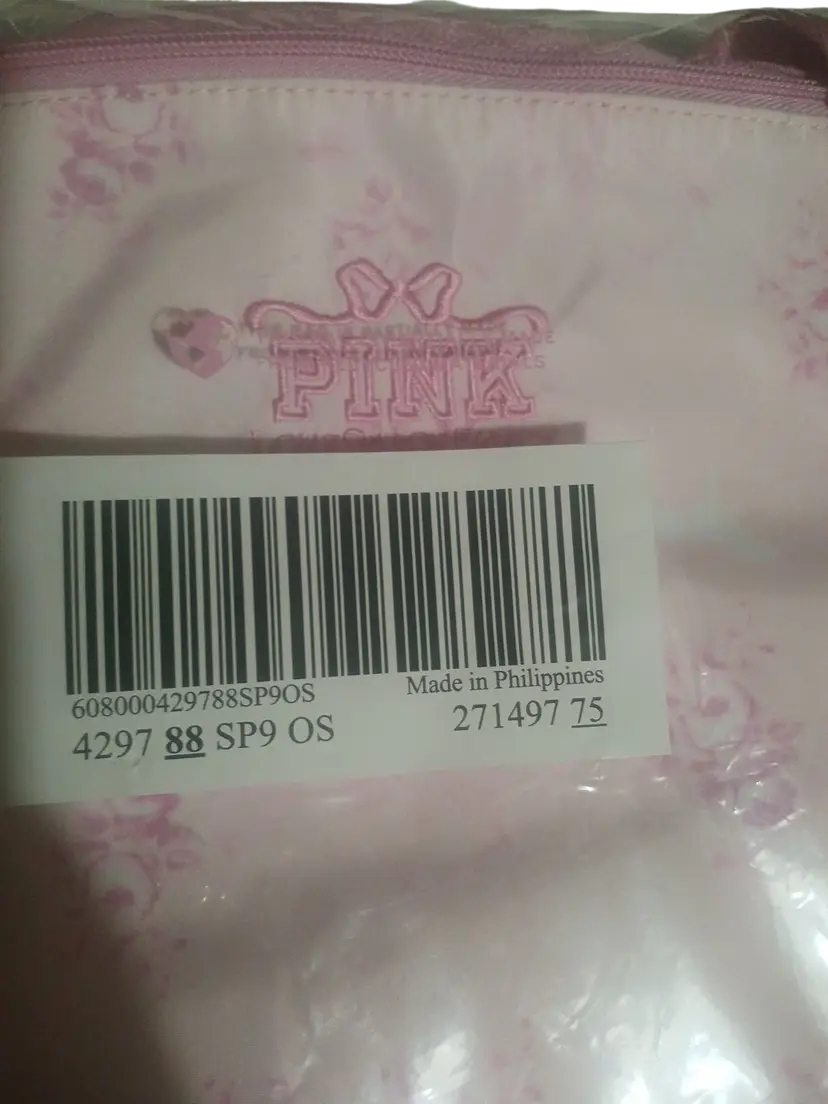 PINK
608000429788SP9OS
Made in Philippines
4297 88 SP9 OS
271497 75